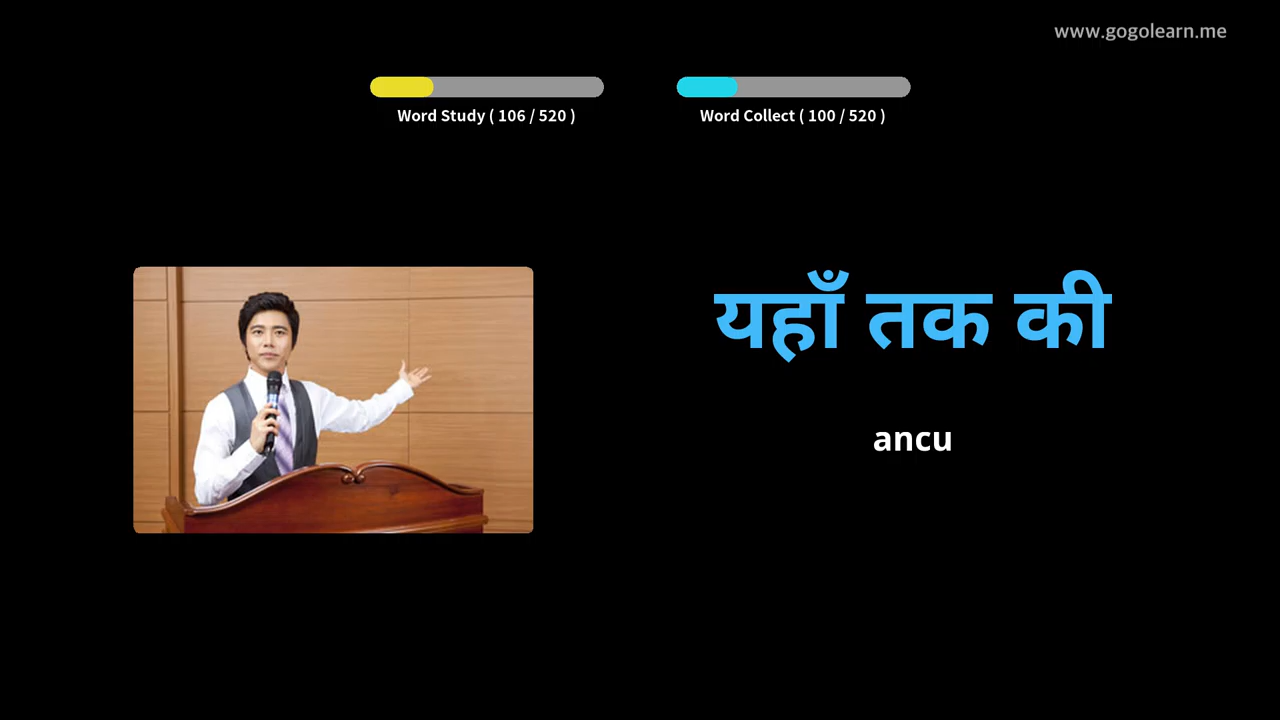 www.gogolearn.me
Word Study ( 106 / 520 )
Word Collect ( 100 / 520 )
यहाँ तक की
ancu